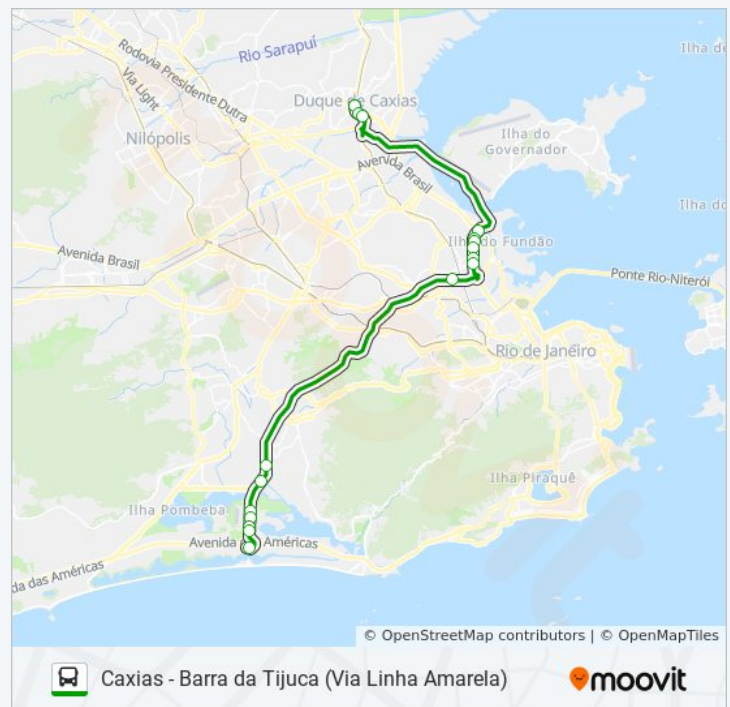 Ilha de
Rio Sarapuí
Rodovia Presidente Dutra
Via Light
Duque de Caxias
Nilópolis
Ilha do
Governador
Avenida Brasil
Ilha do
Ilha do Fundão
Avenida Brasil
Ponte Rio-Niterói
Rio de Janeiro
Ilha Piraquê
Ilha Pombeba
Avenida das Américas
da das Américas
© OpenStreetMap contributors | © OpenMapTiles
Caxias - Barra da Tijuca (Via Linha Amarela)
moovit